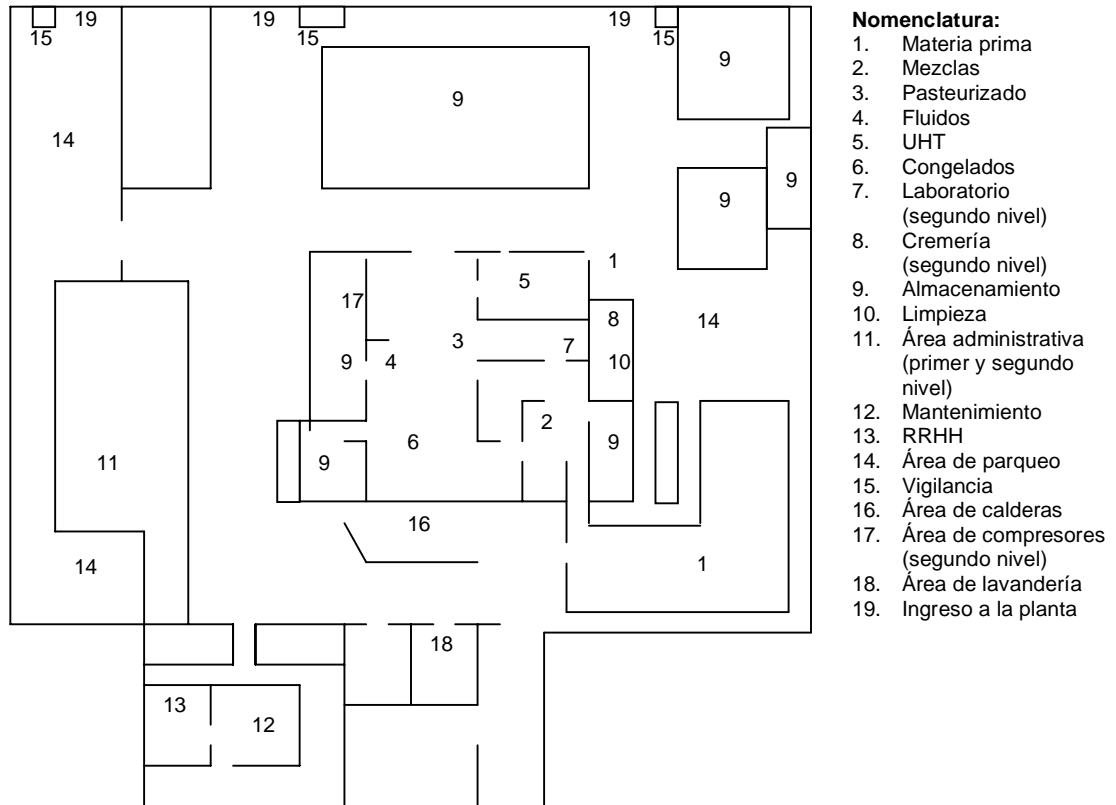 19
19
19
15
15
15
9
9
14
9
9
1
5
17
8
14
3
7
9
4
10
2
6
9
9
11
16
14
1
18
13
12
Nomenclatura:
1. Materia prima
2. Mezclas
3. Pasteurizado
4. Fluidos
5. UHT
6. Congelados
7. Laboratorio
(segundo nivel)
8. Cremería
(segundo nivel)
9. Almacenamiento
10. Limpieza
11. Área administrativa
(primer y segundo
nivel)
12. Mantenimiento
13. RRHH
14. Área de parqueo
15. Vigilancia
16. Área de calderas
17. Área de compresores
(segundo nivel)
18. Área de lavandería
19. Ingreso a la planta